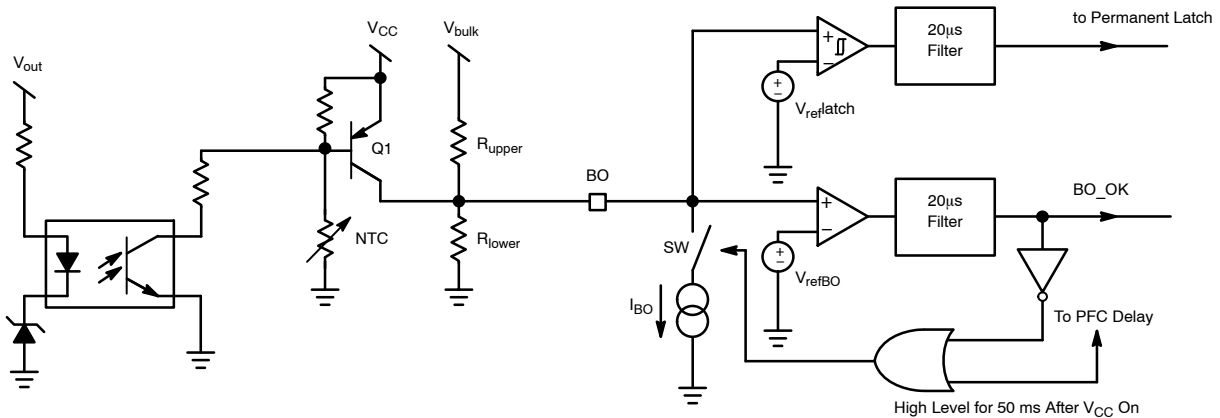 to Permanent Latch
20μs
Filter
VCC
Vbulk
Vout
Vreflatch
Q1
Rupper
BO
20μs
Filter
BO_OK
NTC
Rlower
SW
VrefBO
IBO
To PFC Delay
High Level for 50 ms After VCC On